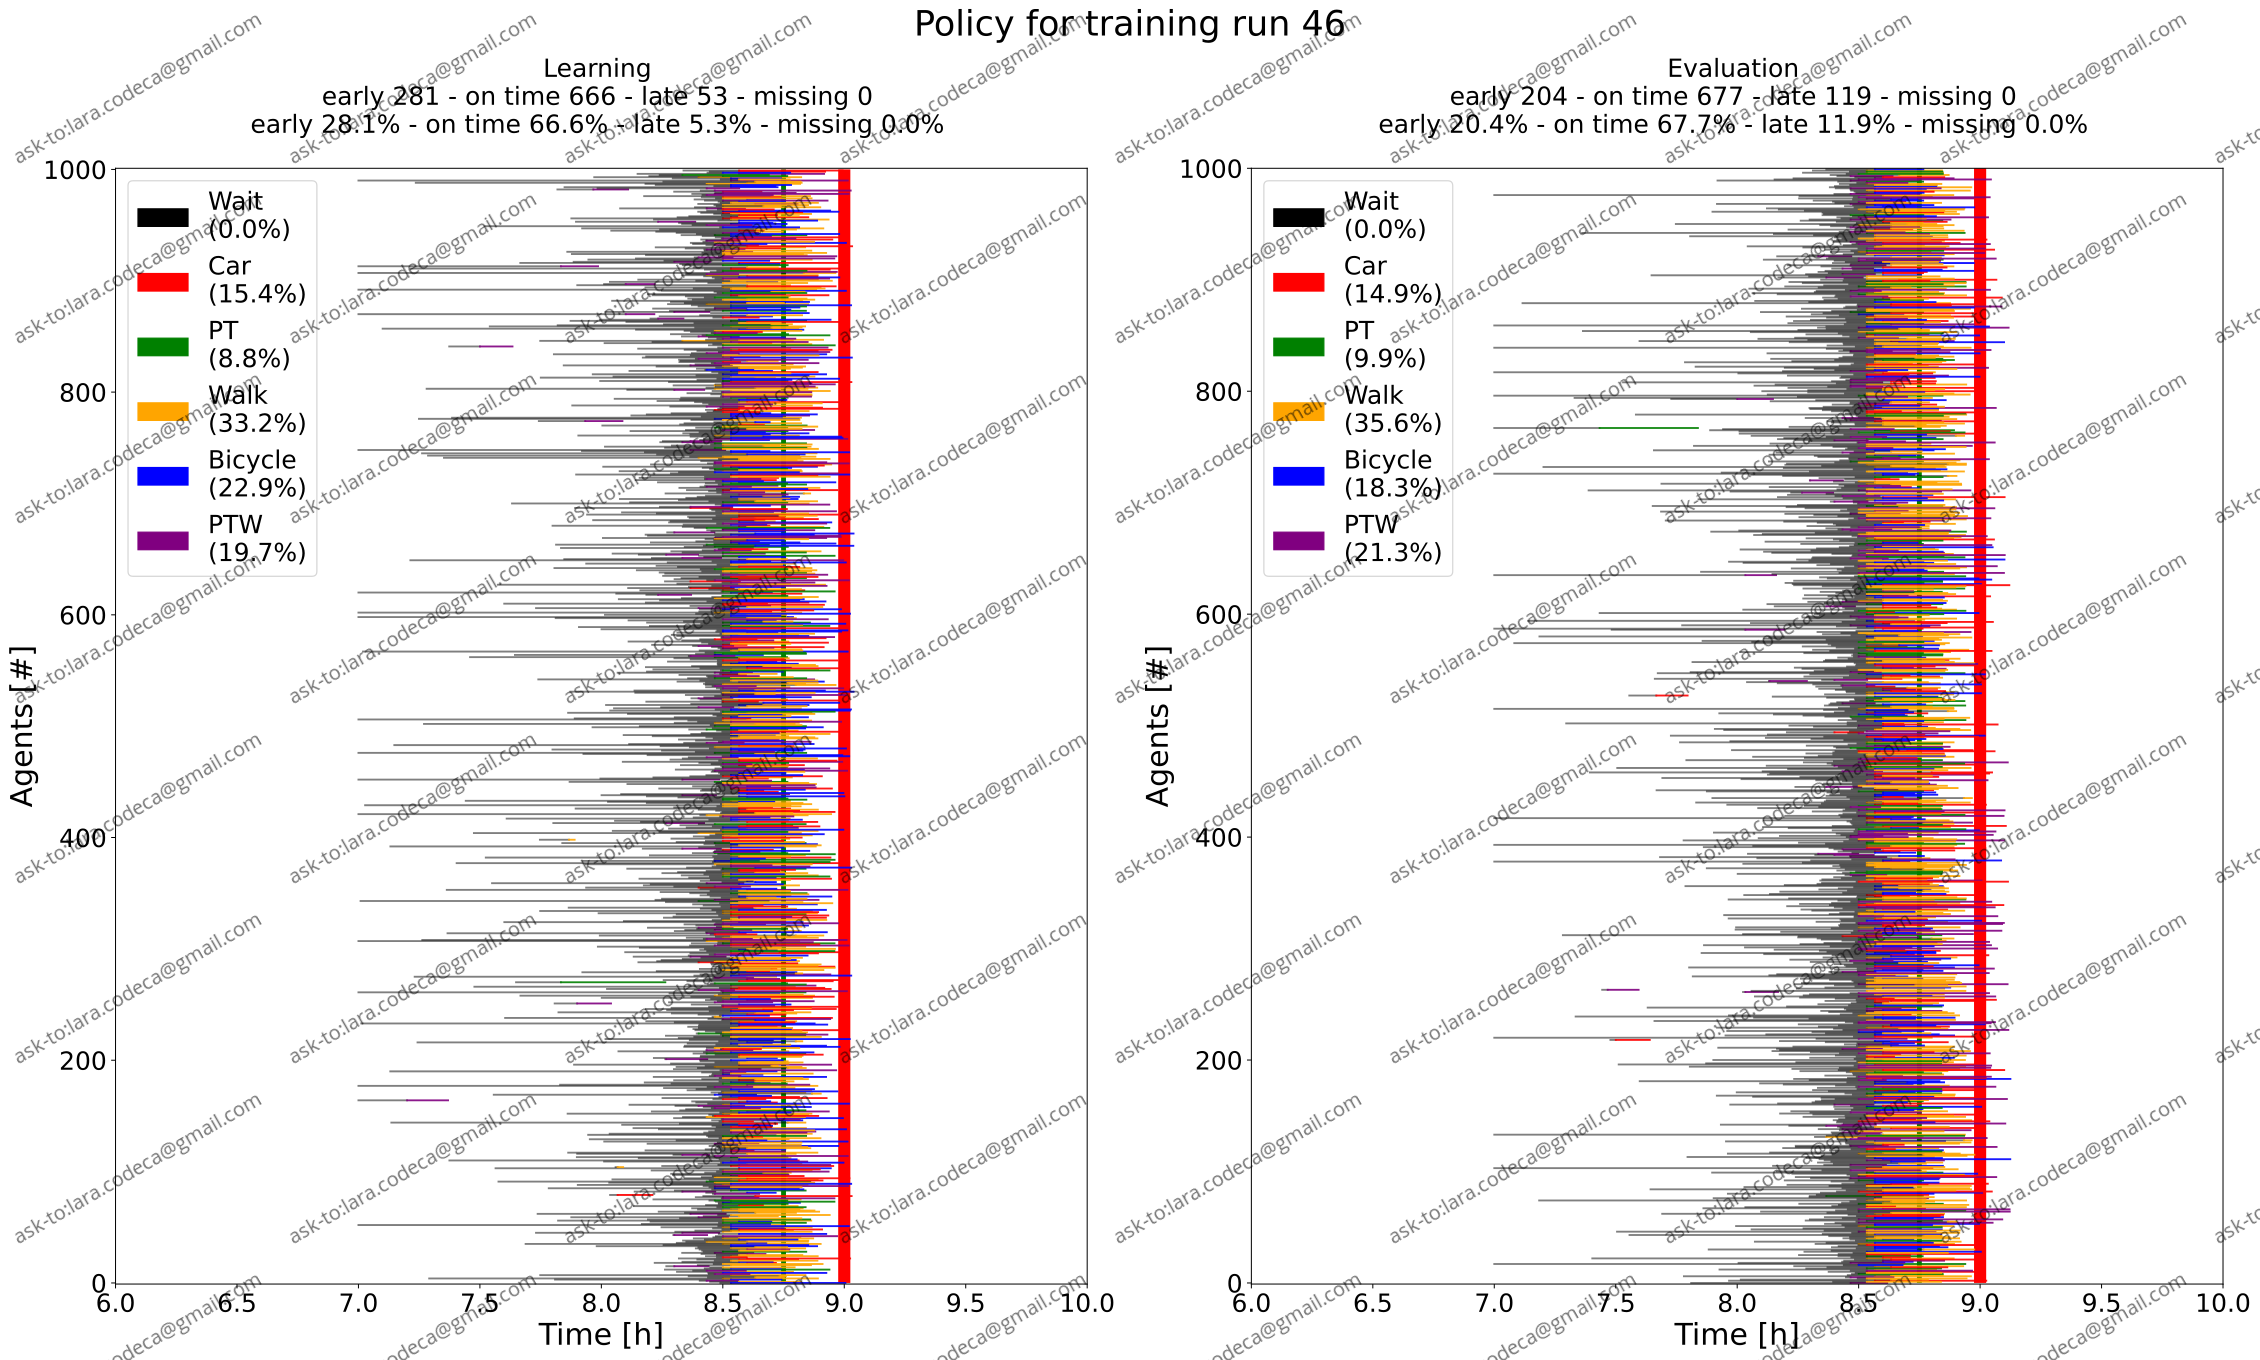 Policy for training run 46
Learning
early 281 - on time 666 - late 53 - missing 0
early 28.1% - on time 66.6% - late 5.3% - missing 0.0%
Evaluation
early 204 - on time 677 - late 119 - missing 0
early 20.4% - on time 67.7% - late 11.9% - missing 0.0%
Agents [#]
1000
800
600
400
200
0
Wait
(0.0%)
Car
(15.4%)
PT
(8.8%)
Walk
(33.2%)
Bicycle
(22.9%)
PTW
(19.7%)
6.0 6.5 7.0 7.5 8.0 8.5 9.0 9.5 10.0
Time [h]
Agents [#]
1000
800
600
400
200
0
Wait
(0.0%)
Car
(14.9%)
PT
(9.9%)
Walk
(35.6%)
Bicycle
(18.3%)
PTW
(21.3%)
6.0 6.5 7.0 7.5 8.0 8.5 9.0 9.5 10.0
Time [h]
ask-to:lara.codeca@gmail.com